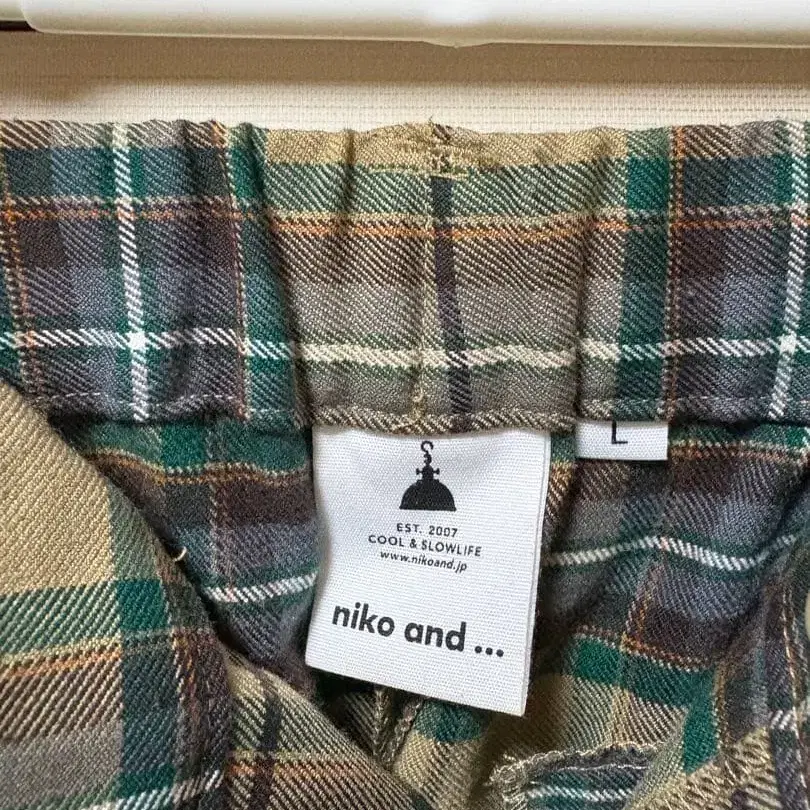 L
EST. 2007
COOL & SLOWLIFE
www.nikoand.jp
niko and ...